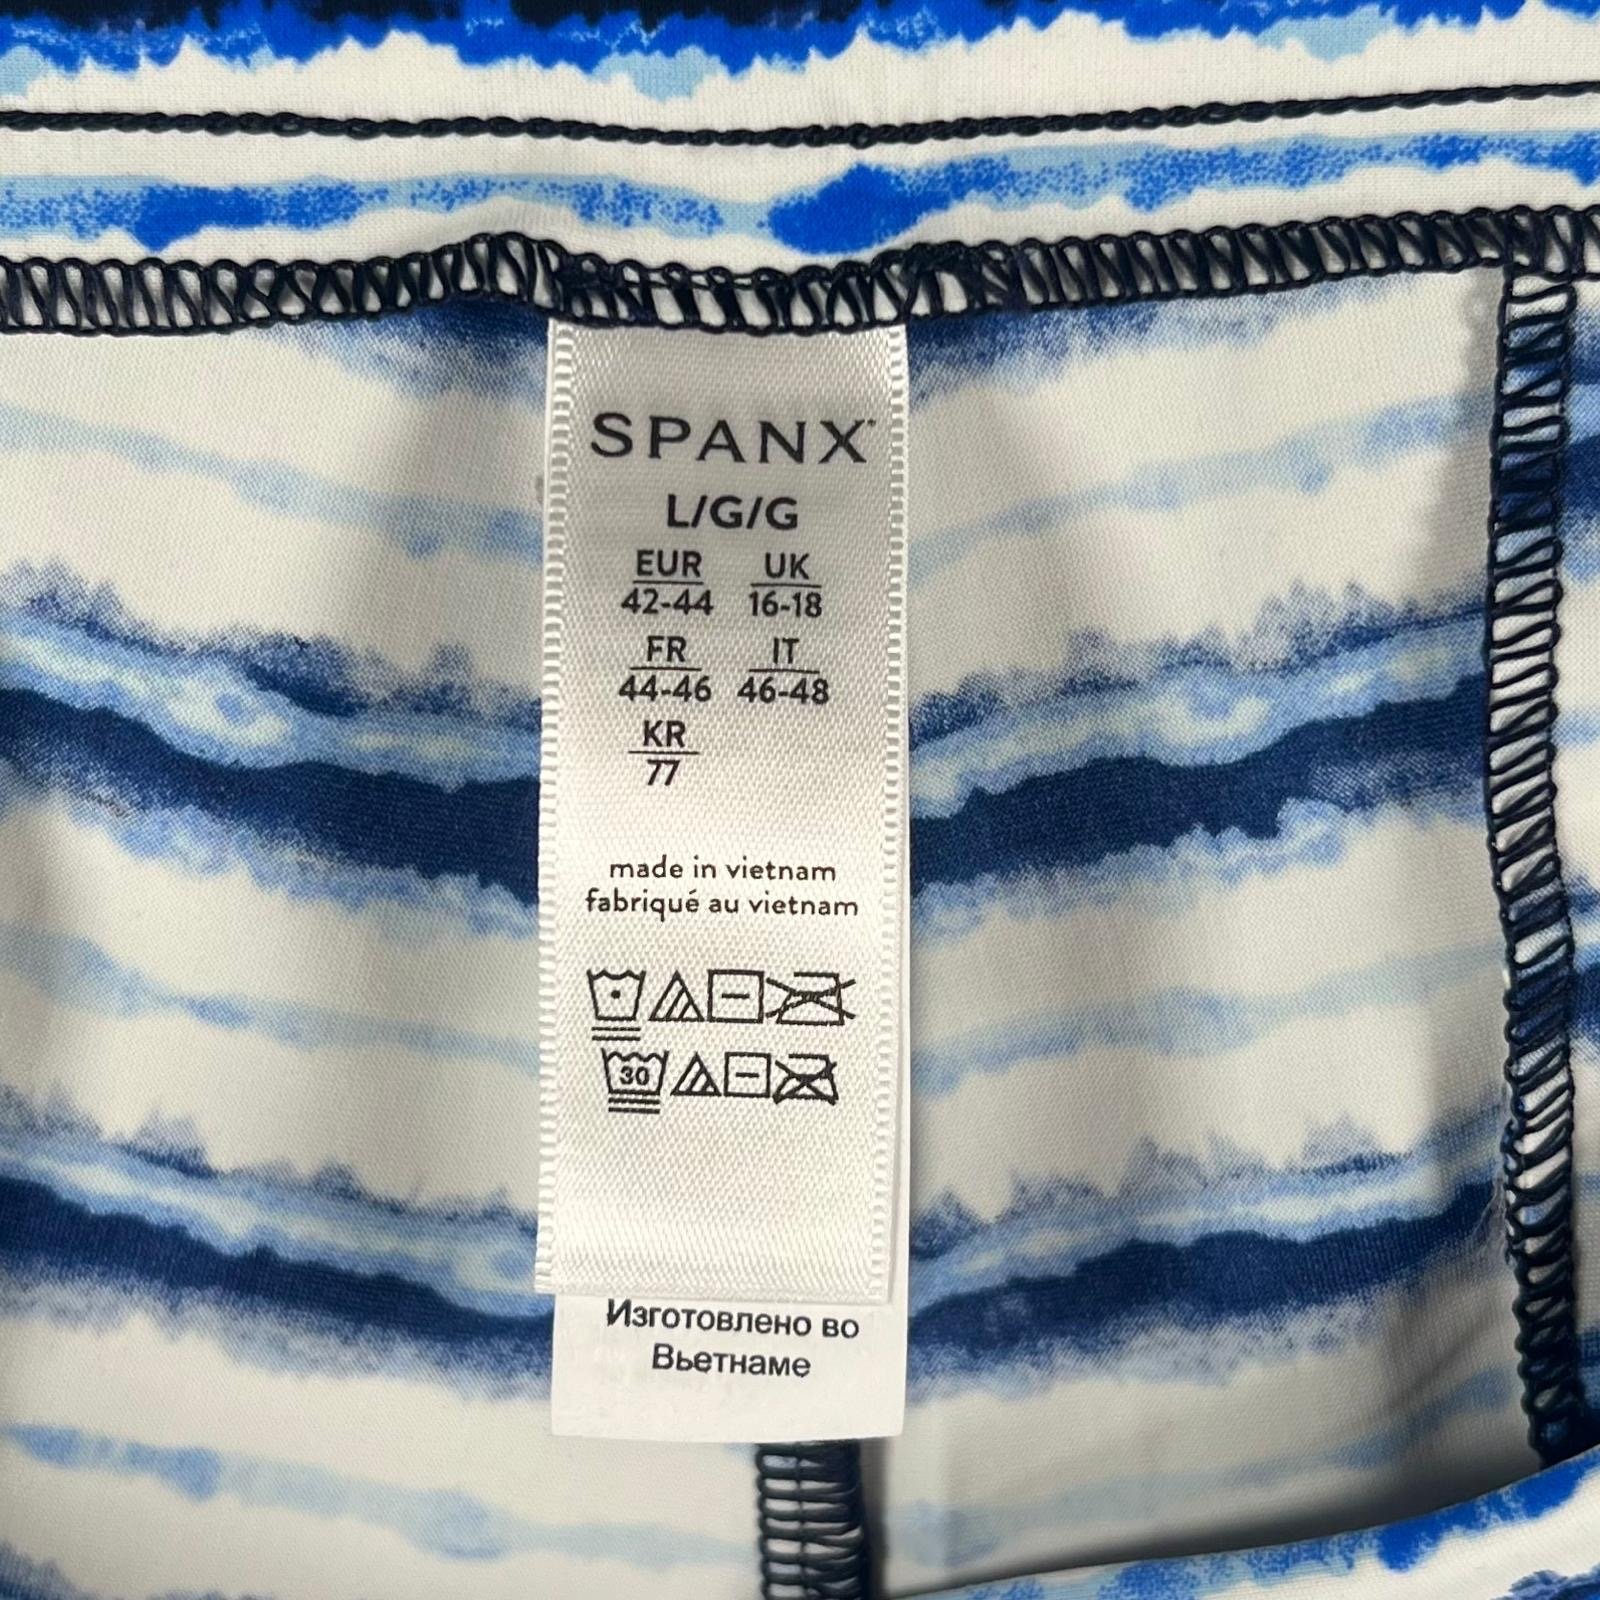 SPANX
L/G/G
EUR UK
42-44 16-18
FR IT
44-46 46-48
KR
77
made in vietnam
fabriqué au vietnam
30
Изготовлено во
Вьетнаме